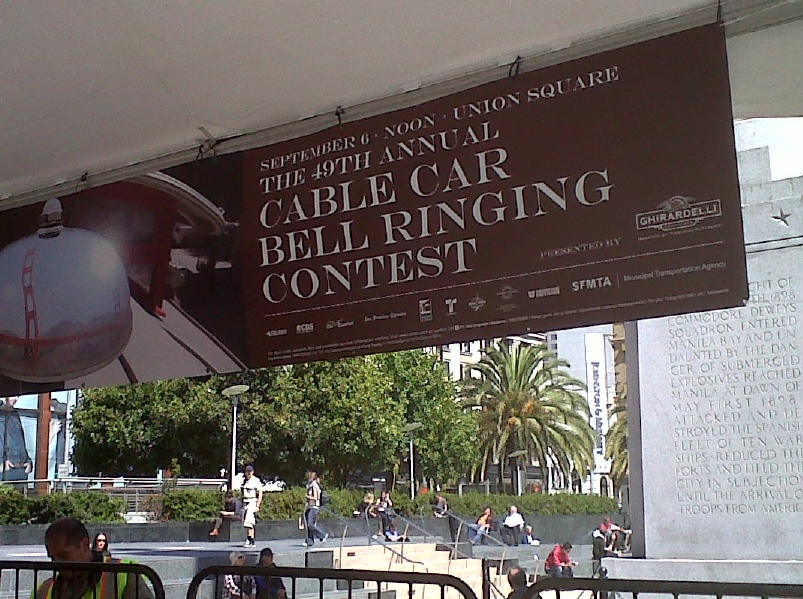 SEPTEMBER 6 · NOON · UNION SQUARE
THE 49TH ANNUAL
CABLE CAR
BELL RINGING
CONTEST
PRESENTED BY
GHIRARDELLI
CBS
SFMTA Municipal Transportation Agency
COMMODORE DEWEY'S
SQUADRON ENTERED
MANILA BAY AND UN
DAUNTED BY THE DAN
GER OF SUBMERGED
EXPLOSIVES REACHED
MANILA AT DAWN OF
MAY FIRST 1898
ATTACKED AND DE
STROYED THE SPANISH
FLEET OF TEN WAR
SHIPS · REDUCED THE
FORTS AND HELD THE
CITY IN SUBJECTION
UNTIL THE ARRIVAL OF
TROOPS FROM AMERICA